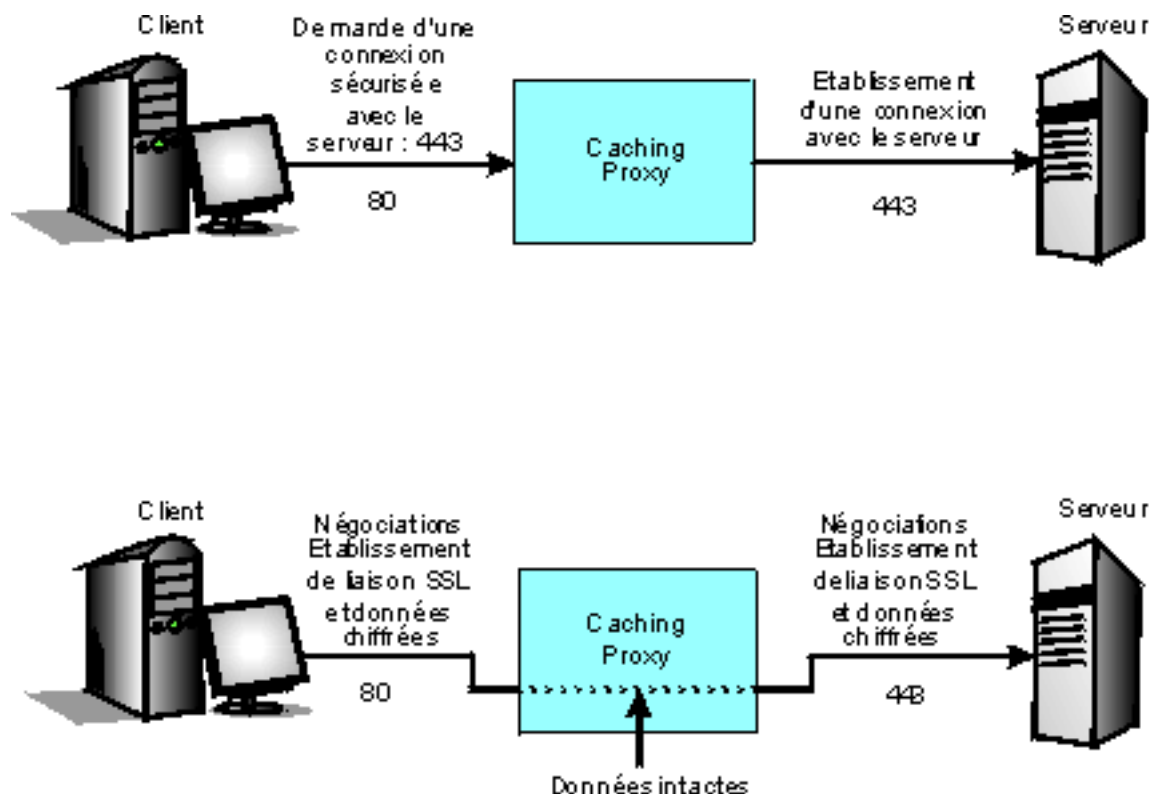 Client
Demande d'une
connexion
sécurisée
avec le
serveur : 443
80
Caching
Proxy
Etablissement
d'une connexion
avec le serveur
443
Serveur
Client
Négociations
Etablissement
de liaison SSL
et données
chiffrées
80
Caching
Proxy
Négociations
Etablissement
de liaison SSL
et données
chiffrées
443
Serveur
Données intactes